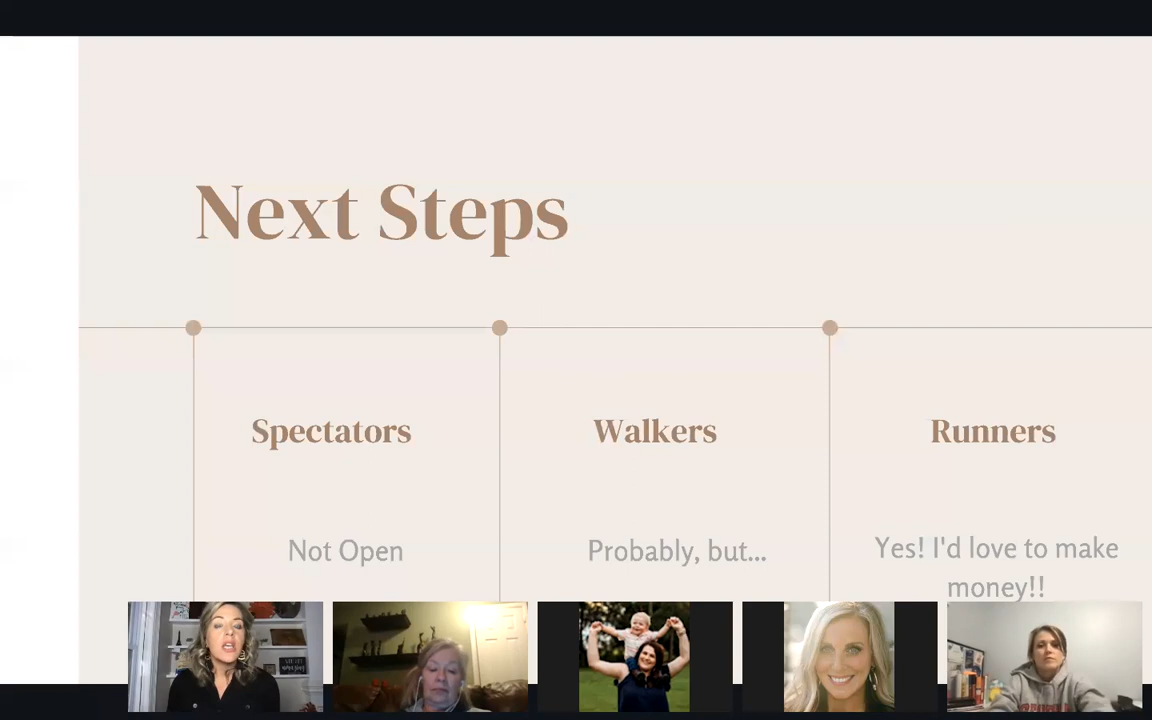 Next Steps
Spectators
Walkers
Runners
Not Open
Probably, but...
Yes! I'd love to make
money!!